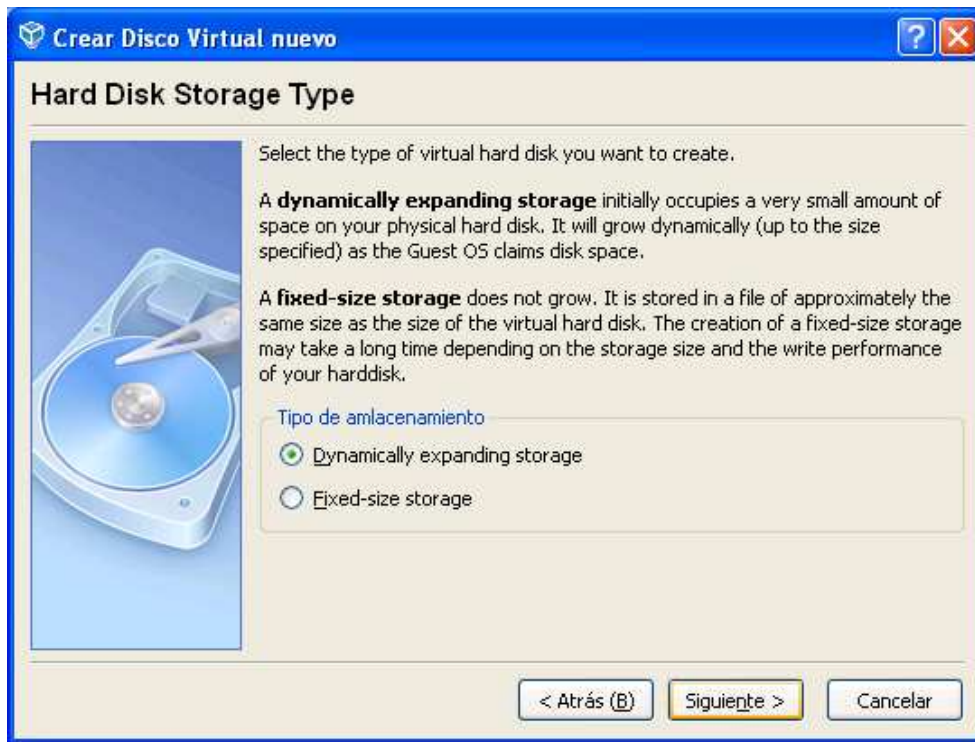 Crear Disco Virtual nuevo
Hard Disk Storage Type
Select the type of virtual hard disk you want to create.
A dynamically expanding storage initially occupies a very small amount of
space on your physical hard disk. It will grow dynamically (up to the size
specified) as the Guest OS claims disk space.
A fixed-size storage does not grow. It is stored in a file of approximately the
same size as the size of the virtual hard disk. The creation of a fixed-size storage
may take a long time depending on the storage size and the write performance
of your harddisk.
Tipo de amlacenamiento
Dynamically expanding storage
Fixed-size storage
< Atrás (B)
Siguiente >
Cancelar